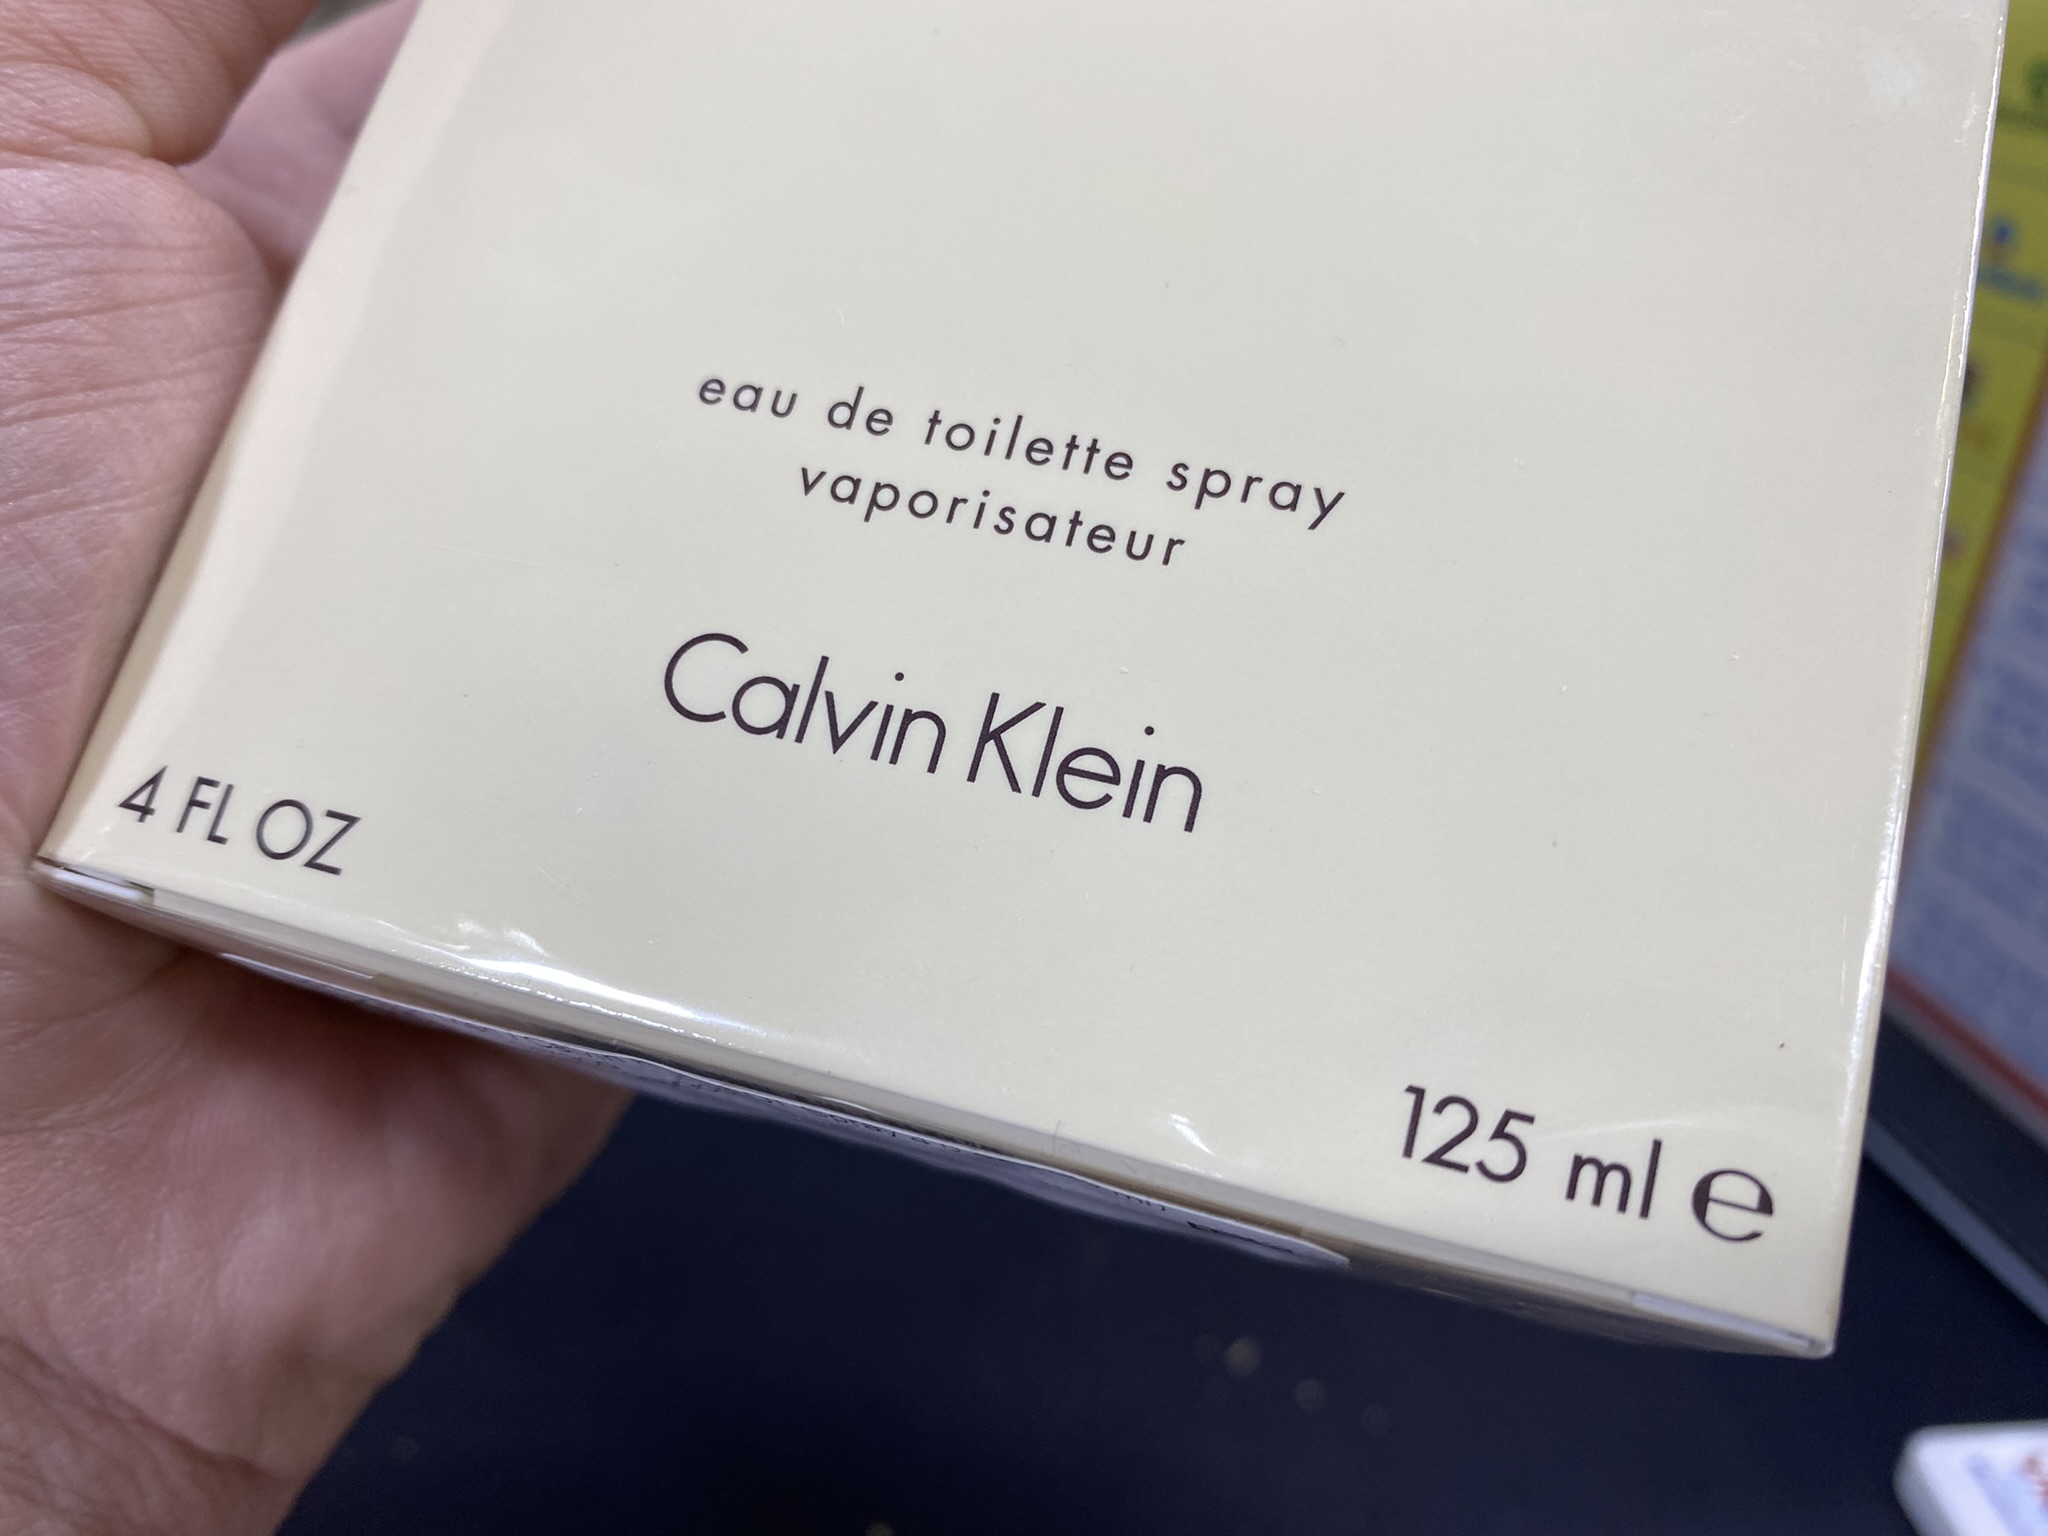 eau de toilette spray
vaporisateur
Calvin Klein
4 FL OZ
125 ml ℮